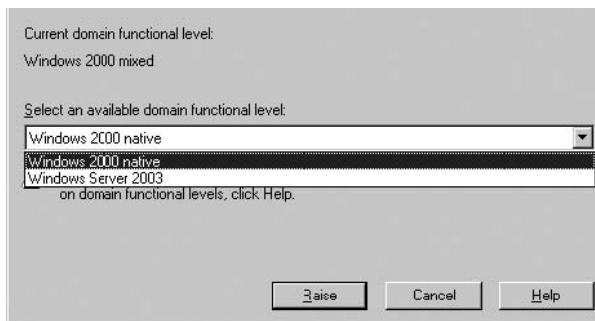 Current domain functional level:
Windows 2000 mixed
Select an available domain functional level:
Windows 2000 native
Windows 2000 native
Windows Server 2003
on domain functional levels, click Help.
Raise
Cancel
Help